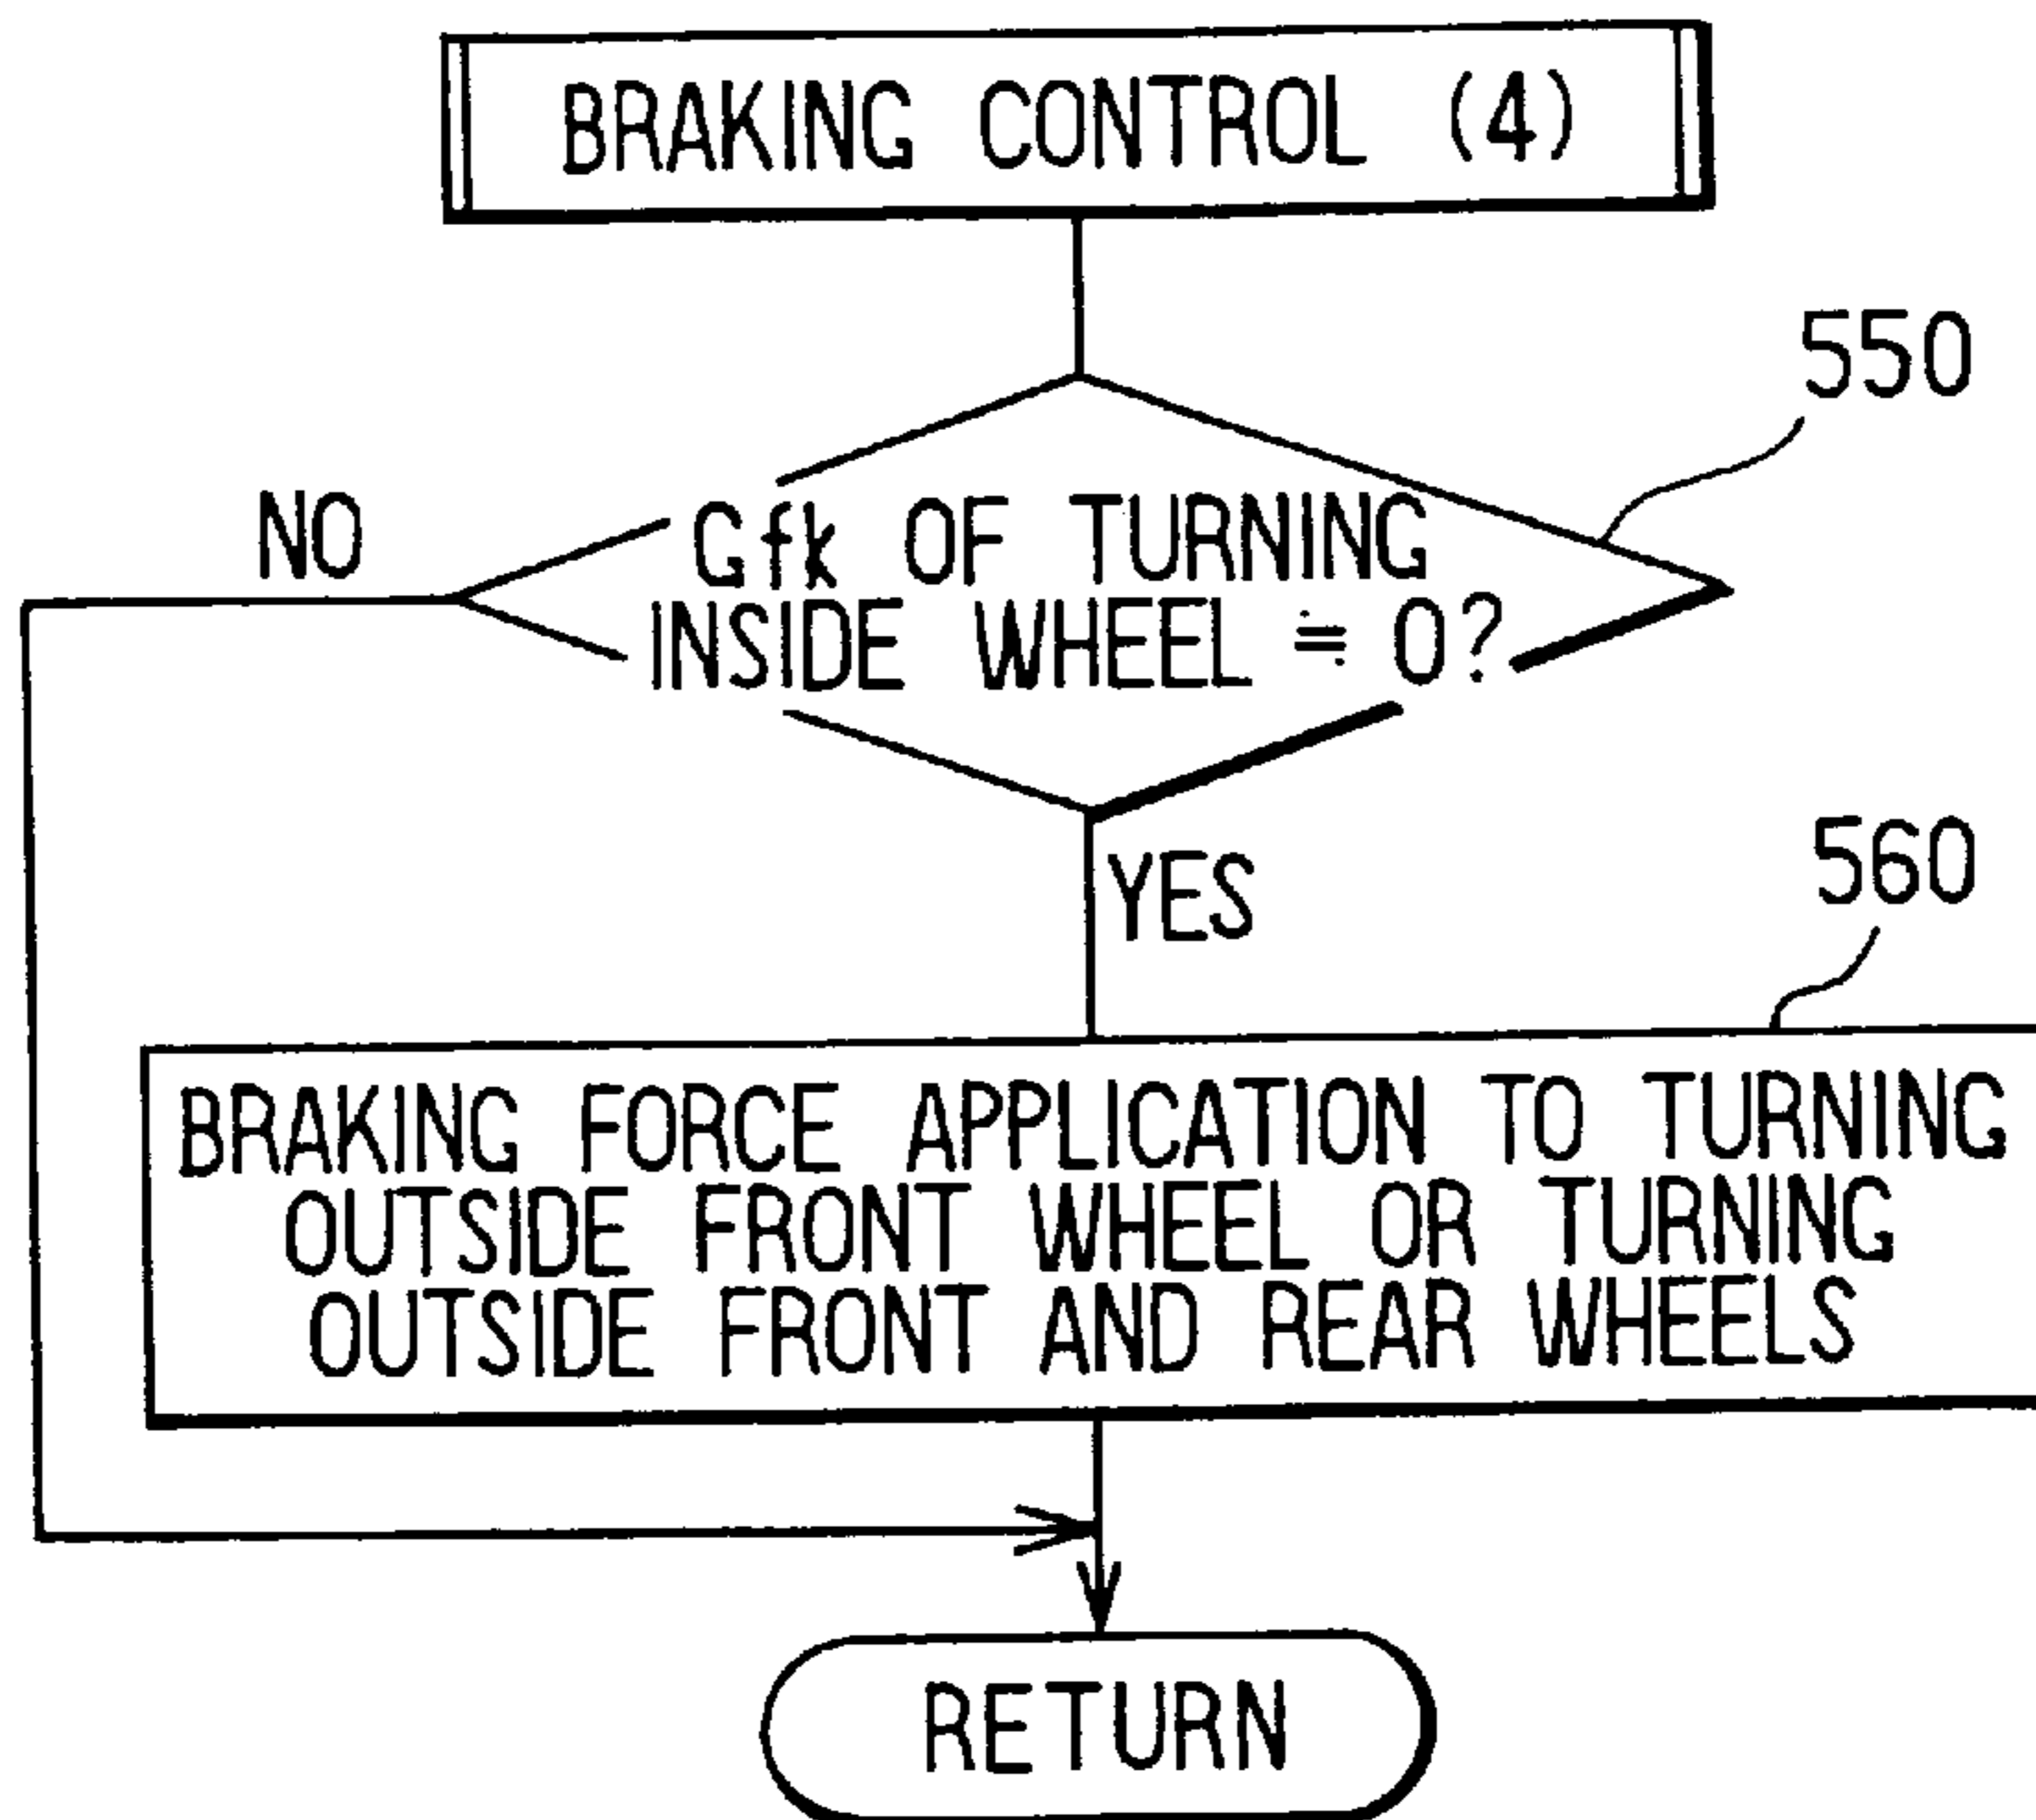 BRAKING CONTROL (4)
550
NO
Gfk OF TURNING
INSIDE WHEEL ≒ 0?
YES
560
BRAKING FORCE APPLICATION TO TURNING
OUTSIDE FRONT WHEEL OR TURNING
OUTSIDE FRONT AND REAR WHEELS
RETURN